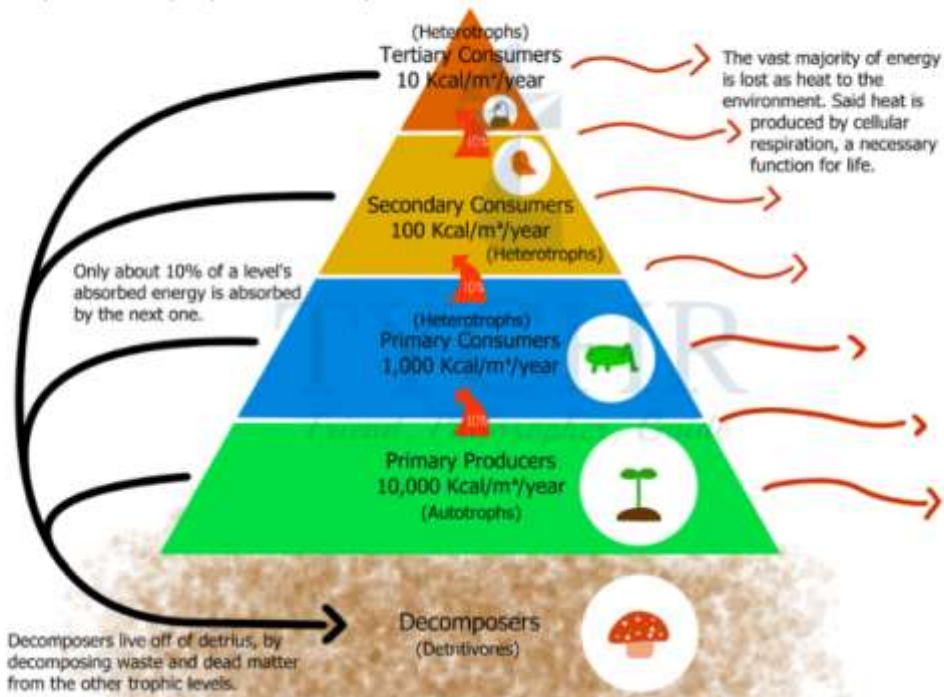 (Heterotrophs)
Tertiary Consumers
10 Kcal/m²/year
The vast majority of energy
is lost as heat to the
environment. Said heat is
produced by cellular
respiration, a necessary
function for life.
10%
Secondary Consumers
100 Kcal/m²/year
(Heterotrophs)
Only about 10% of a level's
absorbed energy is absorbed
by the next one.
10%
(Heterotrophs)
Primary Consumers
1,000 Kcal/m²/year
10%
Primary Producers
10,000 Kcal/m²/year
(Autotrophs)
Decomposers
(Detritivores)
Decomposers live off of detrius, by
decomposing waste and dead matter
from the other trophic levels.